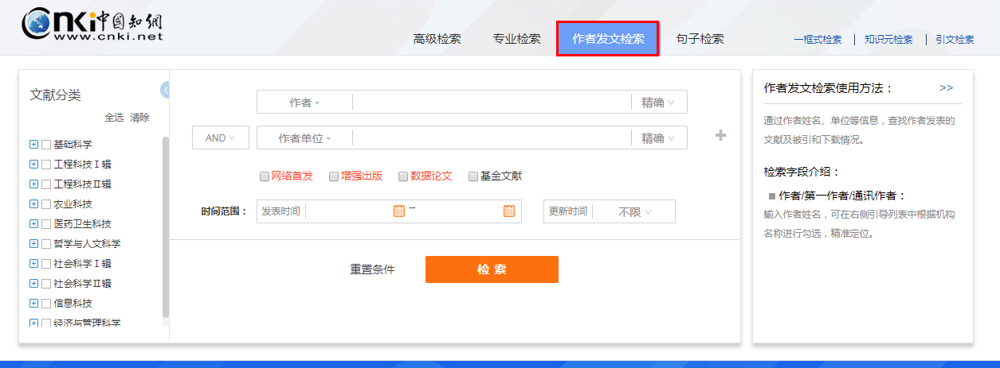 cnki中国知网
www.cnki.net
高级检索 专业检索 作者发文检索 句子检索 一框式检索 知识元检索 引文检索
文献分类
全选 清除
基础科学
工程科技Ⅰ辑
工程科技Ⅱ辑
农业科技
医药卫生科技
哲学与人文科学
社会科学Ⅰ辑
社会科学Ⅱ辑
信息科技
经济与管理科学
作者 精确
AND 作者单位 精确
网络首发 增强出版 数据论文 基金文献
时间范围： 发表时间 -- 更新时间 不限
重置条件 检索
作者发文检索使用方法： >>
通过作者姓名、单位等信息，查找作者发表的
文献及被引和下载情况。
检索字段介绍：
作者/第一作者/通讯作者：
输入作者姓名，可在右侧引导列表中根据机构
名称进行勾选，精准定位。